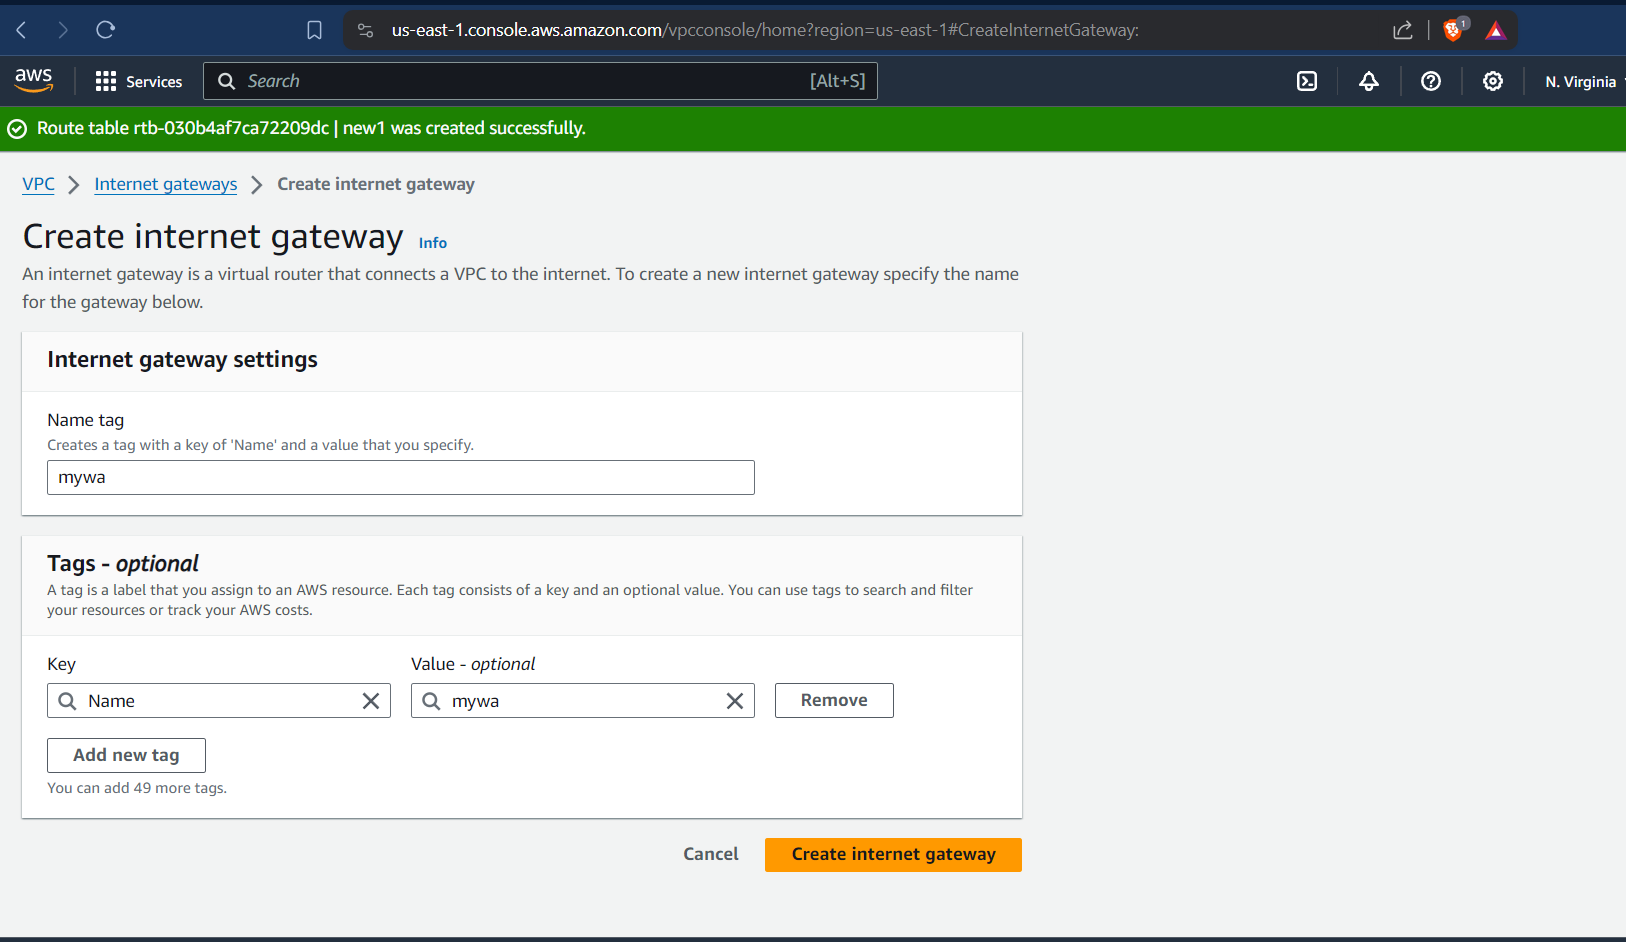 us-east-1.console.aws.amazon.com/vpcconsole/home?region=us-east-1#CreateInternetGateway:
1
aws
Services
Search
[Alt+S]
N. Virginia
Route table rtb-030b4af7ca72209dc | new1 was created successfully.
VPC
Internet gateways
Create internet gateway
Create internet gateway Info
An internet gateway is a virtual router that connects a VPC to the internet. To create a new internet gateway specify the name
for the gateway below.
Internet gateway settings
Name tag
Creates a tag with a key of 'Name' and a value that you specify.
mywa
Tags - optional
A tag is a label that you assign to an AWS resource. Each tag consists of a key and an optional value. You can use tags to search and filter
your resources or track your AWS costs.
Key
Value - optional
Name
mywa
Remove
Add new tag
You can add 49 more tags.
Cancel
Create internet gateway